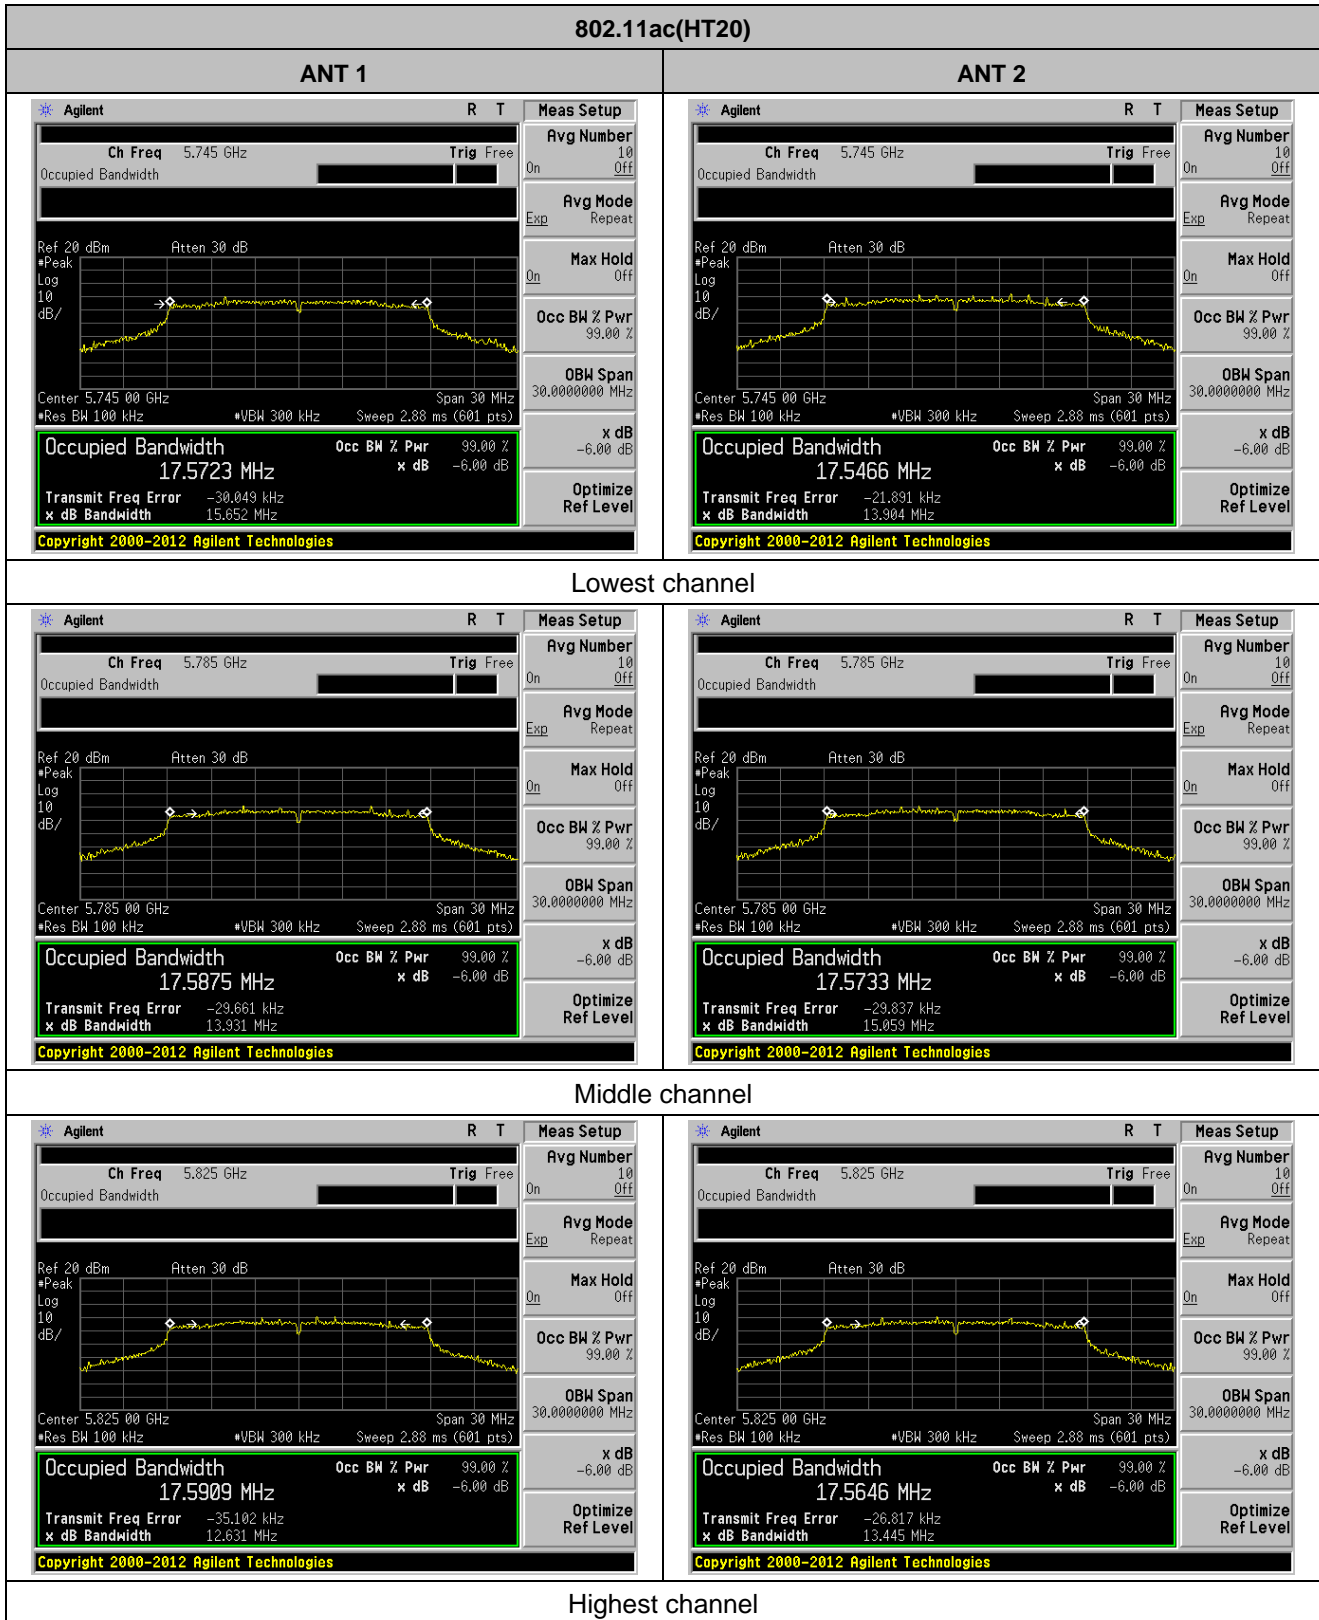 802.11ac(HT20)
ANT 1
ANT 2
Agilent R T Meas Setup
Ch Freq 5.745 GHz Trig Free
Occupied Bandwidth
Avg Number
10
On Off
Avg Mode
Exp Repeat
Ref 20 dBm Atten 30 dB
#Peak
Log
10
dB/
Max Hold
On Off
Occ BW % Pwr
99.00 %
OBW Span
30.0000000 MHz
Center 5.745 00 GHz Span 30 MHz
#Res BW 100 kHz #VBW 300 kHz Sweep 2.88 ms (601 pts)
x dB
-6.00 dB
Occupied Bandwidth Occ BW % Pwr 99.00 %
17.5723 MHz x dB -6.00 dB
Transmit Freq Error -30.049 kHz
x dB Bandwidth 15.652 MHz
Optimize
Ref Level
Copyright 2000-2012 Agilent Technologies
Agilent R T Meas Setup
Ch Freq 5.745 GHz Trig Free
Occupied Bandwidth
Avg Number
10
On Off
Avg Mode
Exp Repeat
Ref 20 dBm Atten 30 dB
#Peak
Log
10
dB/
Max Hold
On Off
Occ BW % Pwr
99.00 %
OBW Span
30.0000000 MHz
Center 5.745 00 GHz Span 30 MHz
#Res BW 100 kHz #VBW 300 kHz Sweep 2.88 ms (601 pts)
x dB
-6.00 dB
Occupied Bandwidth Occ BW % Pwr 99.00 %
17.5466 MHz x dB -6.00 dB
Transmit Freq Error -21.891 kHz
x dB Bandwidth 13.904 MHz
Optimize
Ref Level
Copyright 2000-2012 Agilent Technologies
Lowest channel
Agilent R T Meas Setup
Ch Freq 5.785 GHz Trig Free
Occupied Bandwidth
Avg Number
10
On Off
Avg Mode
Exp Repeat
Ref 20 dBm Atten 30 dB
#Peak
Log
10
dB/
Max Hold
On Off
Occ BW % Pwr
99.00 %
OBW Span
30.0000000 MHz
Center 5.785 00 GHz Span 30 MHz
#Res BW 100 kHz #VBW 300 kHz Sweep 2.88 ms (601 pts)
x dB
-6.00 dB
Occupied Bandwidth Occ BW % Pwr 99.00 %
17.5875 MHz x dB -6.00 dB
Transmit Freq Error -29.661 kHz
x dB Bandwidth 13.931 MHz
Optimize
Ref Level
Copyright 2000-2012 Agilent Technologies
Agilent R T Meas Setup
Ch Freq 5.785 GHz Trig Free
Occupied Bandwidth
Avg Number
10
On Off
Avg Mode
Exp Repeat
Ref 20 dBm Atten 30 dB
#Peak
Log
10
dB/
Max Hold
On Off
Occ BW % Pwr
99.00 %
OBW Span
30.0000000 MHz
Center 5.785 00 GHz Span 30 MHz
#Res BW 100 kHz #VBW 300 kHz Sweep 2.88 ms (601 pts)
x dB
-6.00 dB
Occupied Bandwidth Occ BW % Pwr 99.00 %
17.5733 MHz x dB -6.00 dB
Transmit Freq Error -29.837 kHz
x dB Bandwidth 15.059 MHz
Optimize
Ref Level
Copyright 2000-2012 Agilent Technologies
Middle channel
Agilent R T Meas Setup
Ch Freq 5.825 GHz Trig Free
Occupied Bandwidth
Avg Number
10
On Off
Avg Mode
Exp Repeat
Ref 20 dBm Atten 30 dB
#Peak
Log
10
dB/
Max Hold
On Off
Occ BW % Pwr
99.00 %
OBW Span
30.0000000 MHz
Center 5.825 00 GHz Span 30 MHz
#Res BW 100 kHz #VBW 300 kHz Sweep 2.88 ms (601 pts)
x dB
-6.00 dB
Occupied Bandwidth Occ BW % Pwr 99.00 %
17.5909 MHz x dB -6.00 dB
Transmit Freq Error -35.102 kHz
x dB Bandwidth 12.631 MHz
Optimize
Ref Level
Copyright 2000-2012 Agilent Technologies
Agilent R T Meas Setup
Ch Freq 5.825 GHz Trig Free
Occupied Bandwidth
Avg Number
10
On Off
Avg Mode
Exp Repeat
Ref 20 dBm Atten 30 dB
#Peak
Log
10
dB/
Max Hold
On Off
Occ BW % Pwr
99.00 %
OBW Span
30.0000000 MHz
Center 5.825 00 GHz Span 30 MHz
#Res BW 100 kHz #VBW 300 kHz Sweep 2.88 ms (601 pts)
x dB
-6.00 dB
Occupied Bandwidth Occ BW % Pwr 99.00 %
17.5646 MHz x dB -6.00 dB
Transmit Freq Error -26.817 kHz
x dB Bandwidth 13.445 MHz
Optimize
Ref Level
Copyright 2000-2012 Agilent Technologies
Highest channel